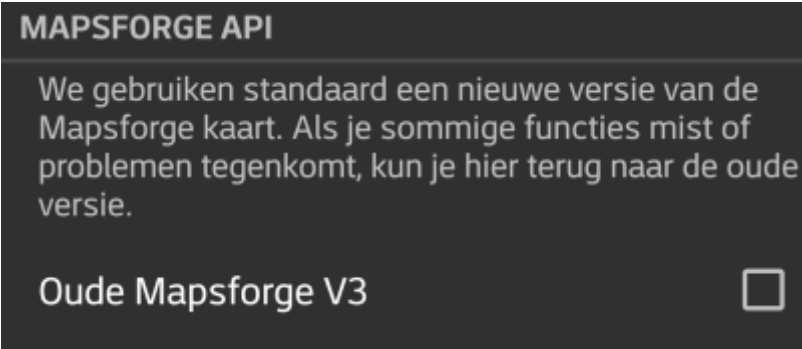 MAPSFORGE API
We gebruiken standaard een nieuwe versie van de
Mapsforge kaart. Als je sommige functies mist of
problemen tegenkomt, kun je hier terug naar de oude
versie.
Oude Mapsforge V3